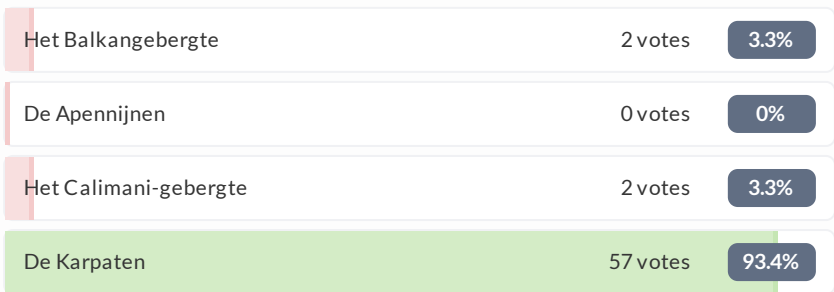 Het Balkangebergte 2 votes 3.3%
De Apennijnen 0 votes 0%
Het Calimani-gebergte 2 votes 3.3%
De Karpaten 57 votes 93.4%